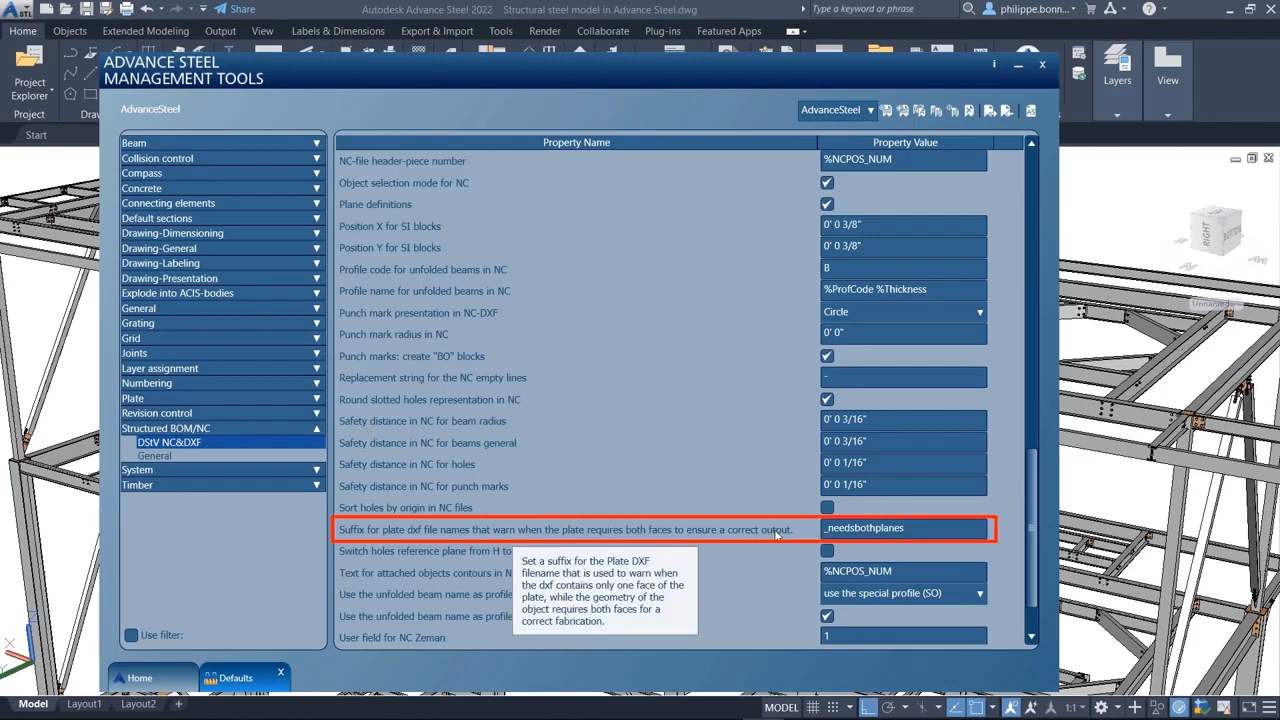 STL
Autodesk Advance Steel 2022
Structural steel model in Advance Steel.dwg
Share
Type a keyword or phrase
philippe.bonn...
Home
Objects
Extended Modeling
Output
View
Labels & Dimensions
Export & Import
Tools
Render
Collaborate
Plug-ins
Featured Apps
Project
Explorer
Project
Layers
View
Start
ADVANCE STEEL
MANAGEMENT TOOLS
AdvanceSteel
AdvanceSteel
Beam
Collision control
Compass
Concrete
Connecting elements
Default sections
Drawing-Dimensioning
Drawing-General
Drawing-Labeling
Drawing-Presentation
Explode into ACIS-bodies
General
Grating
Grid
Joints
Layer assignment
Numbering
Plate
Revision control
Structured BOM/NC
DStV NC&DXF
General
System
Timber
Use filter:
Property Name
Property Value
NC-file header-piece number
%NCPOS_NUM
Object selection mode for NC
Plane definitions
Position X for SI blocks
0' 0 3/8"
Position Y for SI blocks
0' 0 3/8"
Profile code for unfolded beams in NC
B
Profile name for unfolded beams in NC
%ProfCode %Thickness
Punch mark presentation in NC-DXF
Circle
Punch mark radius in NC
0' 0"
Punch marks: create "BO" blocks
Replacement string for the NC empty lines
-
Round slotted holes representation in NC
Safety distance in NC for beam radius
0' 0 3/16"
Safety distance in NC for beams general
0' 0 3/16"
Safety distance in NC for holes
0' 0 1/16"
Safety distance in NC for punch marks
0' 0 1/16"
Sort holes by origin in NC files
Suffix for plate dxf file names that warn when the plate requires both faces to ensure a correct output.
_needsbothplanes
Switch holes reference plane from H to
Text for attached objects contours in N
%NCPOS_NUM
Use the unfolded beam name as profile
use the special profile (SO)
Use the unfolded beam name as profile
User field for NC Zeman
1
Set a suffix for the Plate DXF
filename that is used to warn when
the dxf contains only one face of the
plate, while the geometry of the
object requires both faces for a
correct fabrication.
Home
Defaults
RIGHT
Unnamed
X
Y
Z
Model
Layout1
Layout2
MODEL
1:1